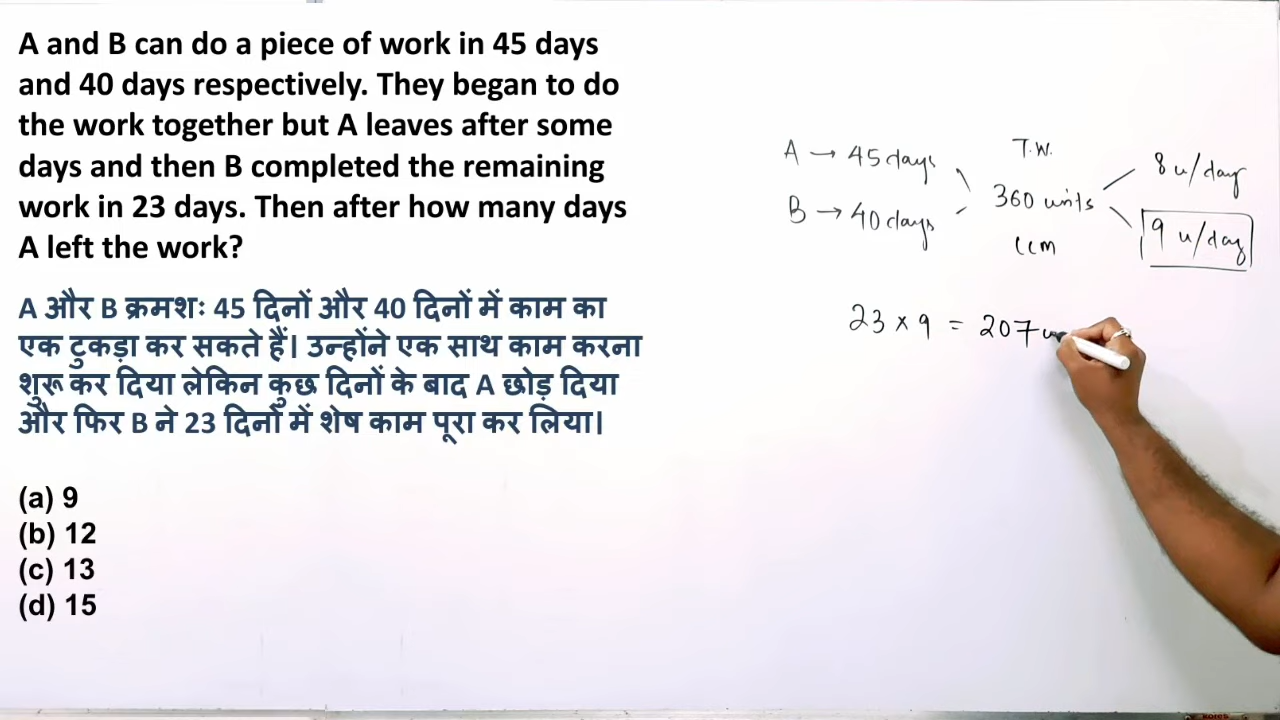 A and B can do a piece of work in 45 days
and 40 days respectively. They began to do
the work together but A leaves after some
days and then B completed the remaining
work in 23 days. Then after how many days
A left the work?
A और B क्रमशः 45 दिनों और 40 दिनों में काम का
एक टुकड़ा कर सकते हैं। उन्होंने एक साथ काम करना
शुरू कर दिया लेकिन कुछ दिनों के बाद A छोड़ दिया
और फिर B ने 23 दिनों में शेष काम पूरा कर लिया।
(a) 9
(b) 12
(c) 13
(d) 15
A → 45 days
B → 40 days
T.W.
360 units
LCM
8 u/day
9 u/day
23 × 9 = 207 u